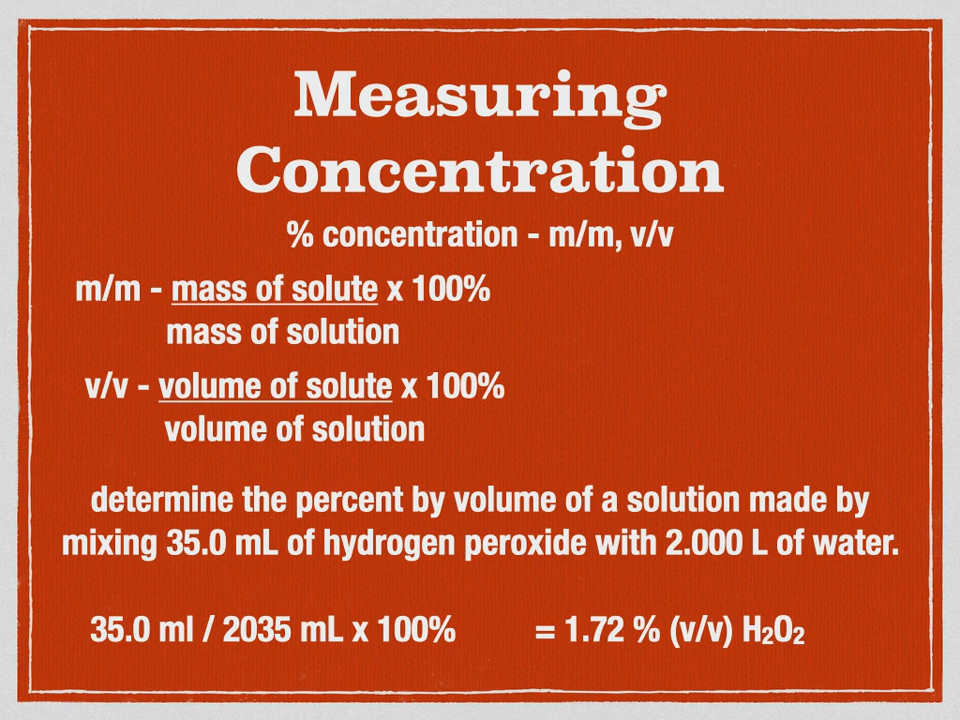 Measuring
Concentration
% concentration - m/m, v/v
m/m - mass of solute x 100%
mass of solution
v/v - volume of solute x 100%
volume of solution
determine the percent by volume of a solution made by
mixing 35.0 mL of hydrogen peroxide with 2.000 L of water.
35.0 ml / 2035 mL x 100% = 1.72 % (v/v) H₂O₂